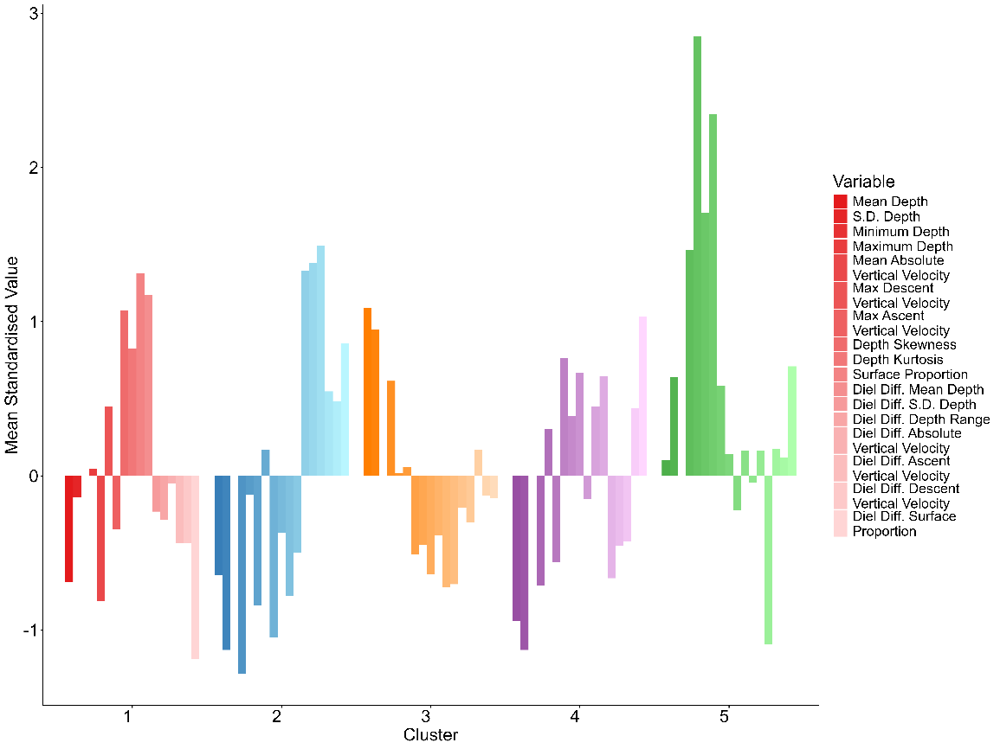 3
2
1
0
-1
Mean Standardised Value
1
2
3
4
5
Cluster
Variable
Mean Depth
S.D. Depth
Minimum Depth
Maximum Depth
Mean Absolute
Vertical Velocity
Max Descent
Vertical Velocity
Max Ascent
Vertical Velocity
Depth Skewness
Depth Kurtosis
Surface Proportion
Diel Diff. Mean Depth
Diel Diff. S.D. Depth
Diel Diff. Depth Range
Diel Diff. Absolute
Vertical Velocity
Diel Diff. Ascent
Vertical Velocity
Diel Diff. Descent
Vertical Velocity
Diel Diff. Surface
Proportion